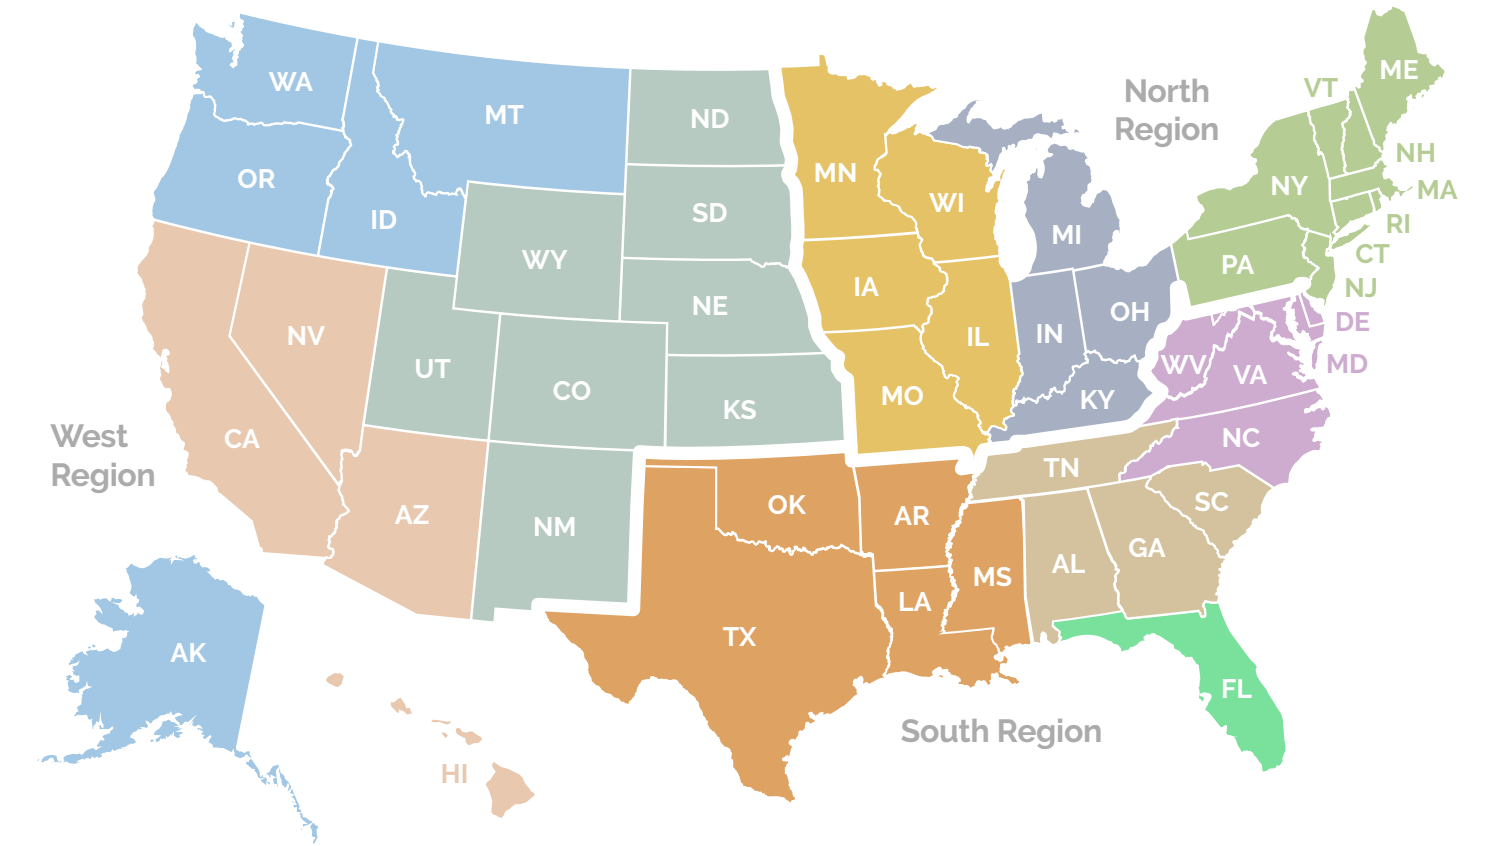 WA
MT
ND
MN
ME
VT
North
Region
NH
OR
ID
SD
WI
MI
NY
MA
RI
CT
WY
IA
PA
NJ
NV
NE
IL
IN
OH
DE
UT
CO
KS
MO
KY
WV
VA
MD
West
Region
CA
AZ
NM
OK
AR
TN
NC
SC
TX
LA
MS
AL
GA
AK
FL
South Region
HI